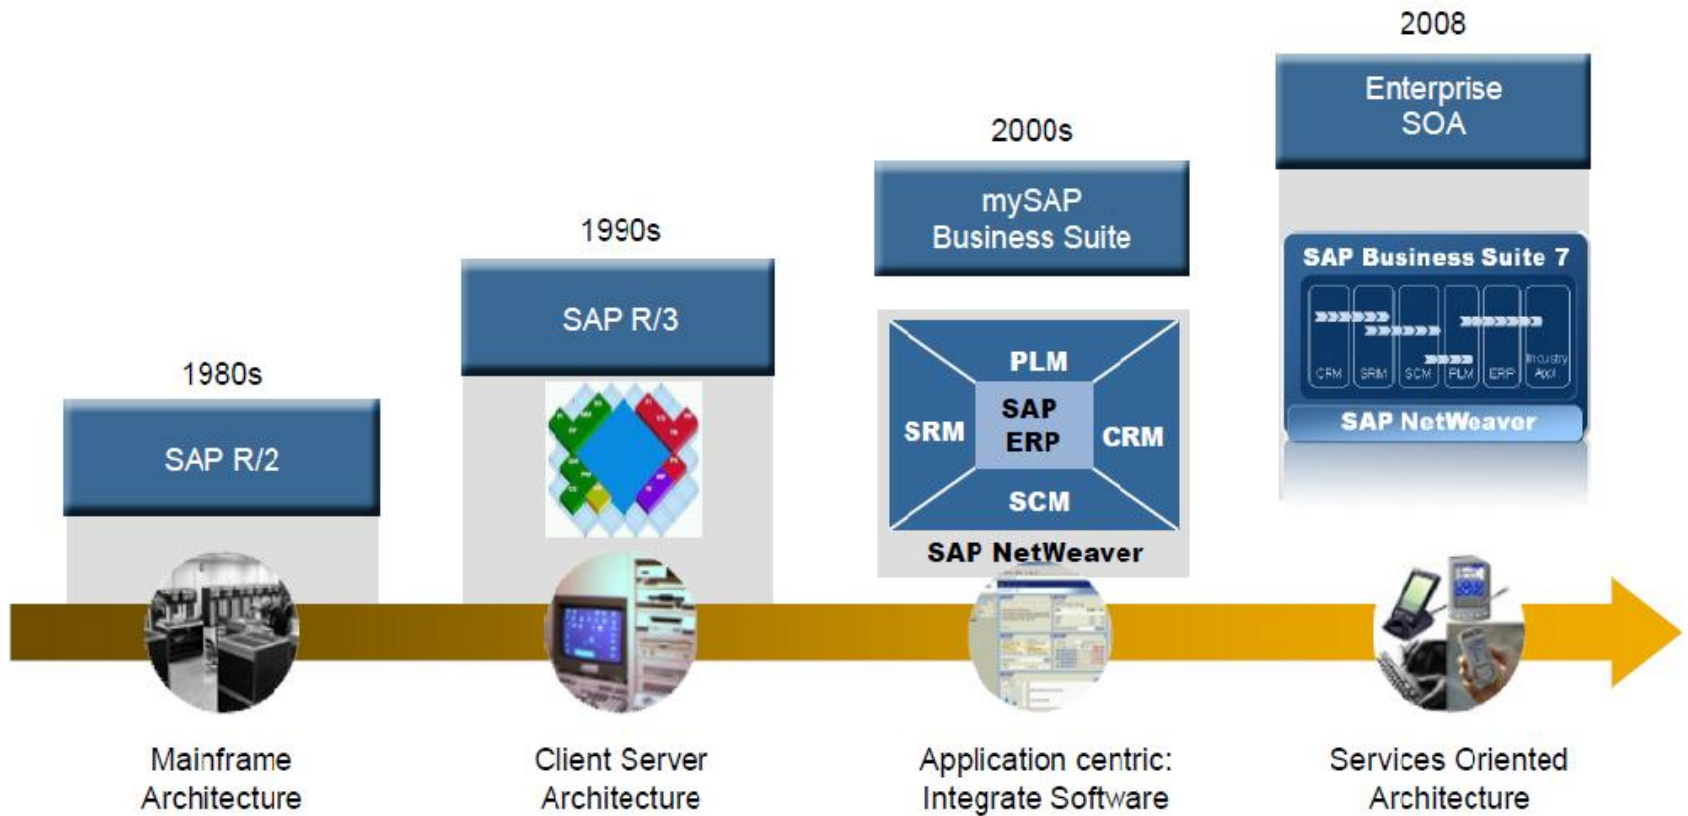 2008
Enterprise
SOA
2000s
mySAP
Business Suite
1990s
SAP R/3
1980s
SAP R/2
SAP Business Suite 7
CRM SRM SCM PLM ERP Industry
Appl
SAP NetWeaver
PLM
SAP
ERP
SRM
CRM
SCM
SAP NetWeaver
Mainframe
Architecture
Client Server
Architecture
Application centric:
Integrate Software
Services Oriented
Architecture